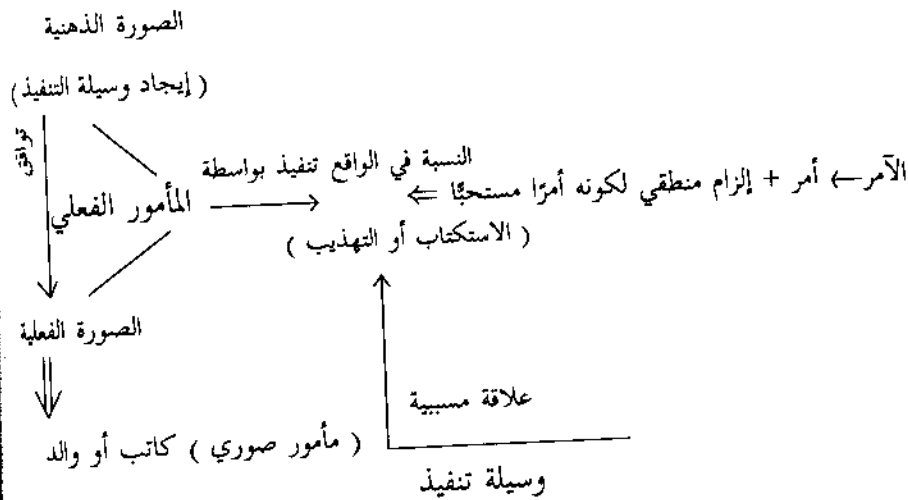 الصورة الذهنية
( إيجاد وسيلة التنفيذ)
توافق
النسبة في الواقع تنفيذ بواسطة
الآمر← أمر + إلزام منطقي لكونه أمرًا مستحبًّا ⇐
← المأمور الفعلي
( الاستكتاب أو التهذيب )
الصورة الفعلية
علاقة مسببية
( مأمور صوري ) كاتب أو والد
وسيلة تنفيذ